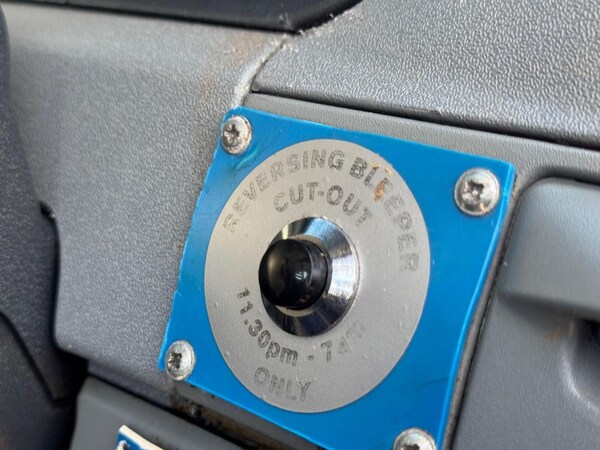 REVERSING BLEEPER
CUT-OUT
11.30pm - 7am
ONLY